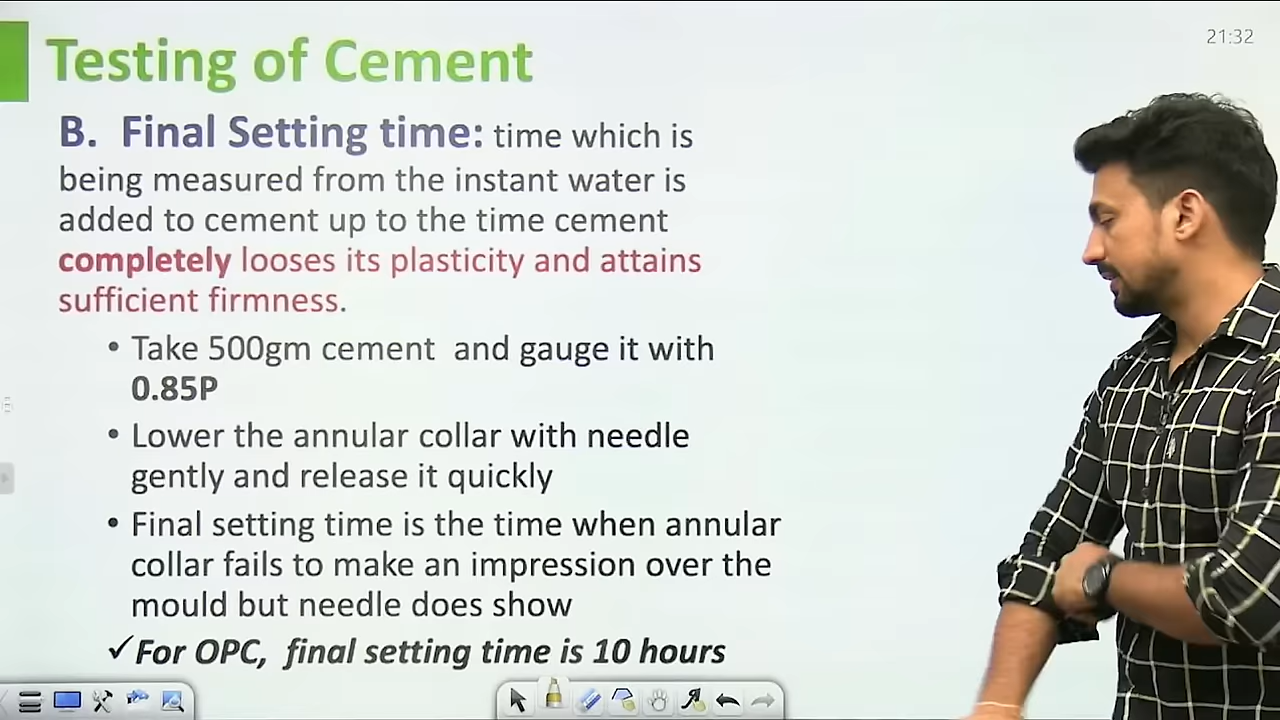 21:32
Testing of Cement
B. Final Setting time: time which is
being measured from the instant water is
added to cement up to the time cement
completely looses its plasticity and attains
sufficient firmness.
• Take 500gm cement and gauge it with
0.85P
• Lower the annular collar with needle
gently and release it quickly
• Final setting time is the time when annular
collar fails to make an impression over the
mould but needle does show
✓For OPC, final setting time is 10 hours